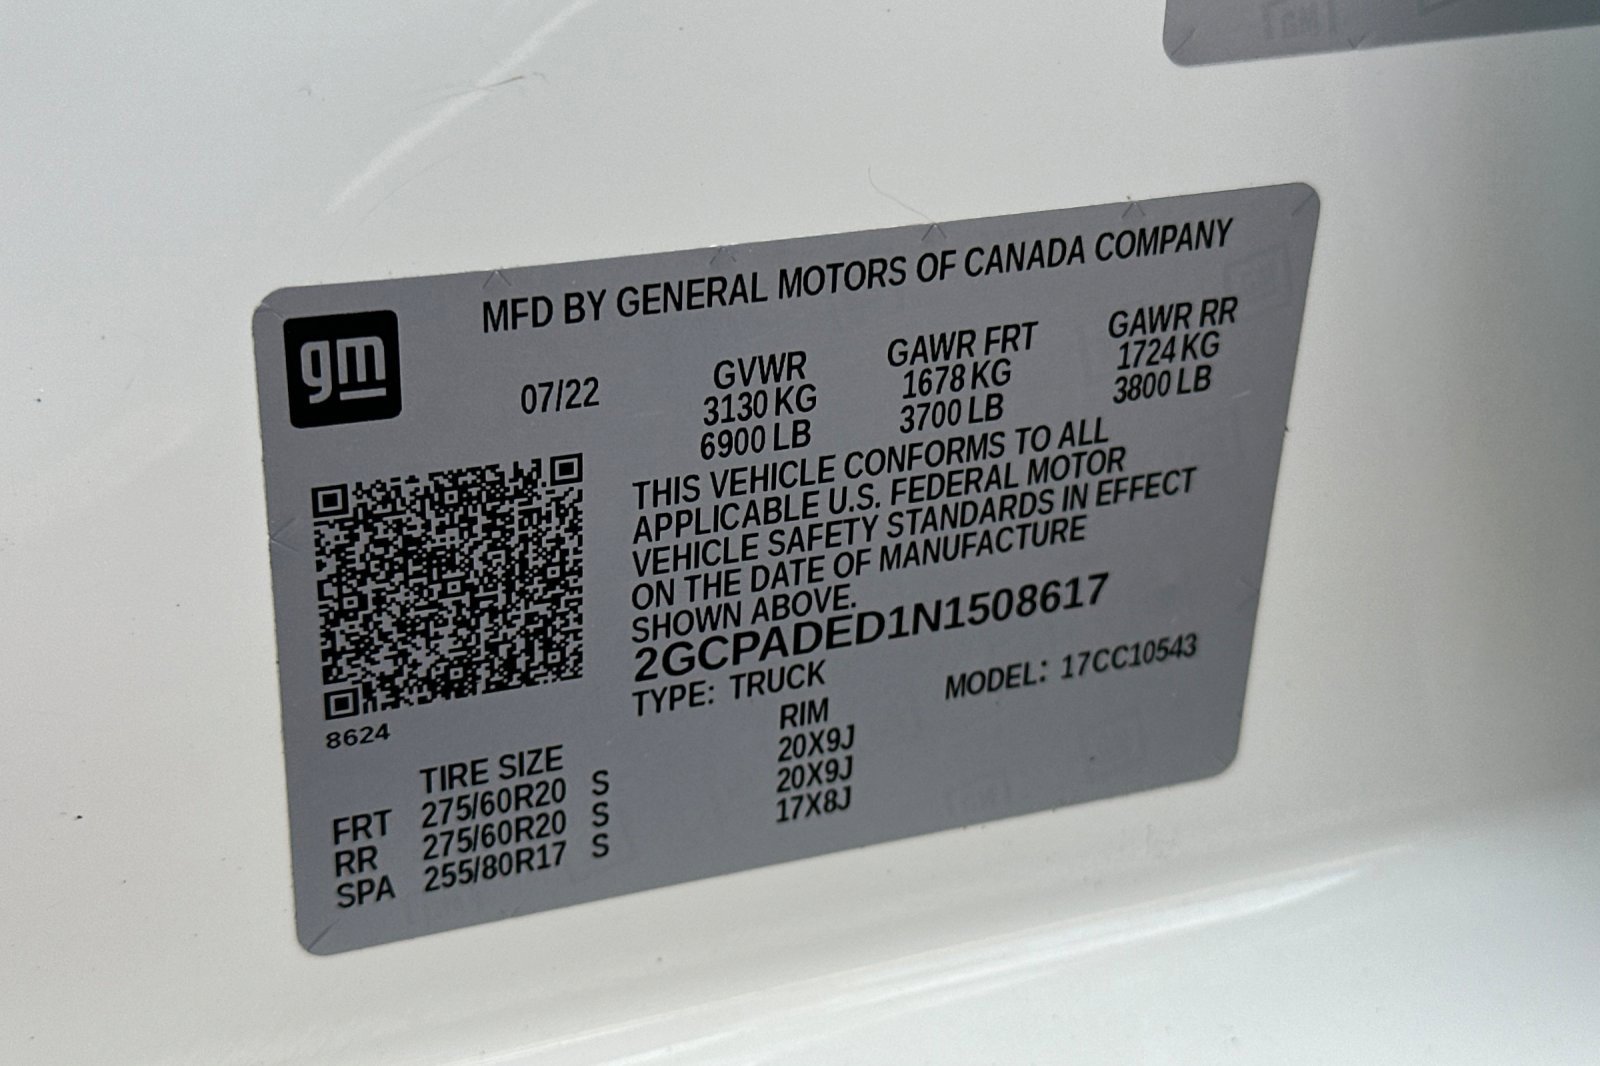 MFD BY GENERAL MOTORS OF CANADA COMPANY
gm
07/22
GVWR
3130 KG
6900 LB
GAWR FRT
1678 KG
3700 LB
GAWR RR
1724 KG
3800 LB
THIS VEHICLE CONFORMS TO ALL
APPLICABLE U.S. FEDERAL MOTOR
VEHICLE SAFETY STANDARDS IN EFFECT
ON THE DATE OF MANUFACTURE
SHOWN ABOVE.
2GCPADED1N1508617
TYPE: TRUCK MODEL: 17CC10543
8624
TIRE SIZE RIM
FRT 275/60R20 S 20X9J
RR 275/60R20 S 20X9J
SPA 255/80R17 S 17X8J